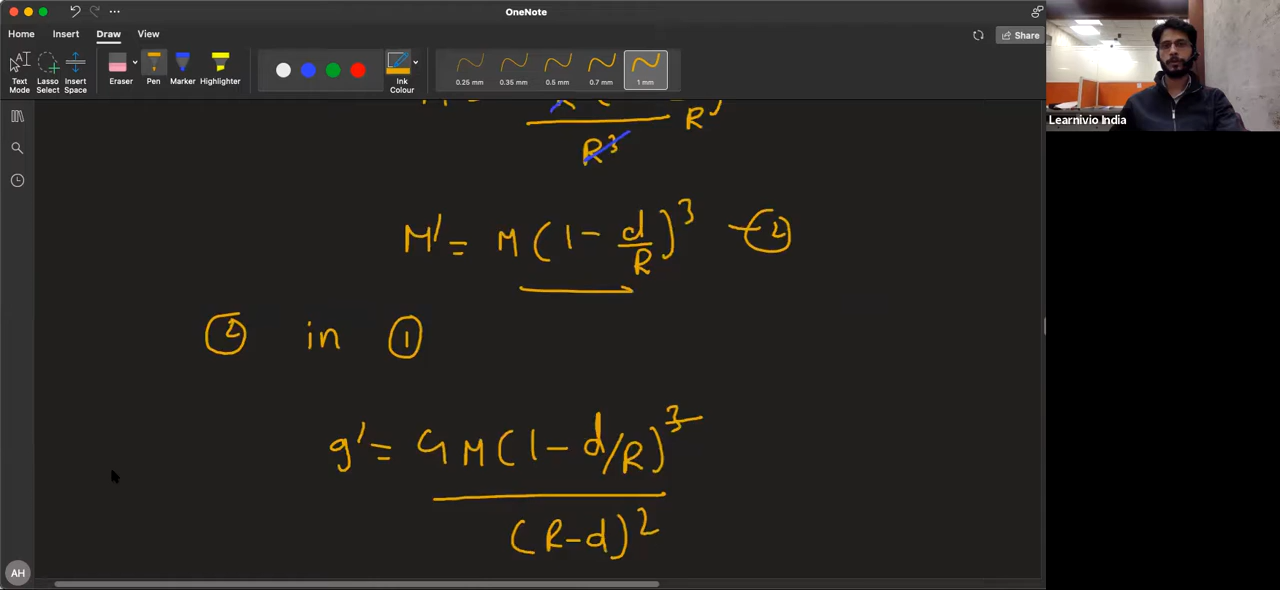 OneNote
Home Insert Draw View
Share
Text Mode
Lasso Select
Insert Space
Eraser
Pen
Marker
Highlighter
Ink Colour
0.25 mm
0.35 mm
0.5 mm
0.7 mm
1 mm
Learnivio India
R³
R³
M' = M(1 - d/R)³ - ②
② in ①
g' = GM(1 - d/R)³
(R-d)²
AH